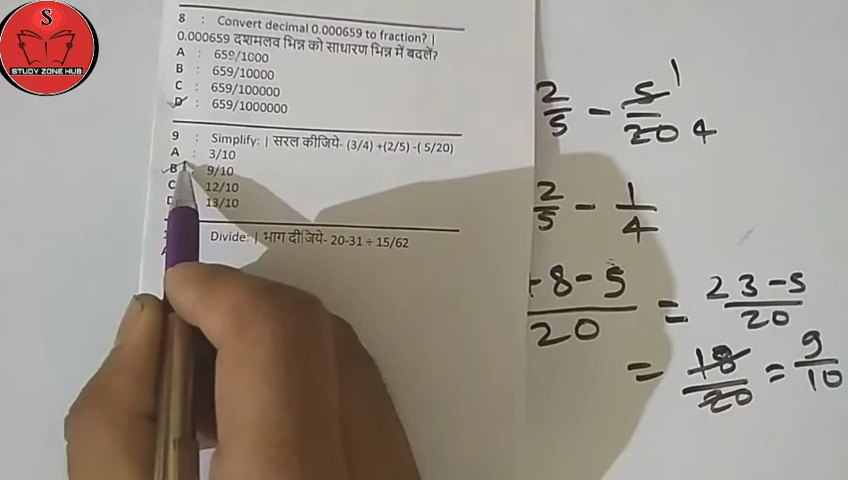 S
STUDY ZONE HUB
8 : Convert decimal 0.000659 to fraction? |
0.000659 दशमलव भिन्न को साधारण भिन्न में बदलें?
A : 659/1000
B : 659/10000
C : 659/100000
D : 659/1000000
9 : Simplify: | सरल कीजिये- (3/4) +(2/5) -( 5/20)
A : 3/10
B : 9/10
C 12/10
D 13/10
Divide: | भाग दीजिये- 20-31 ÷ 15/62
2/5 - 5/20 1 4
2/5 - 1/4
+ 8 - 5 / 20 = 23 - 5 / 20
= 18/20 = 9/10